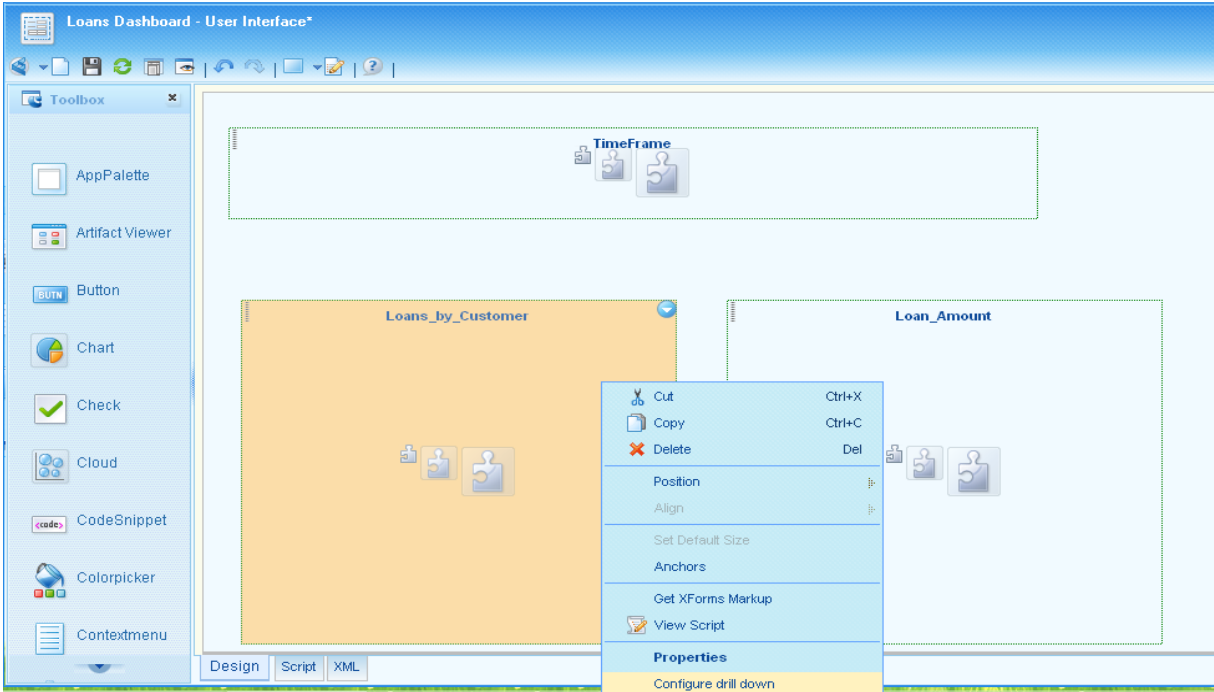 Loans Dashboard - User Interface*
Toolbox
AppPalette
Artifact Viewer
BUTN Button
Chart
Check
Cloud
<code> CodeSnippet
Colorpicker
Contextmenu
TimeFrame
Loans_by_Customer
Loan_Amount
Cut Ctrl+X
Copy Ctrl+C
Delete Del
Position
Align
Set Default Size
Anchors
Get XForms Markup
View Script
Properties
Configure drill down
Design Script XML